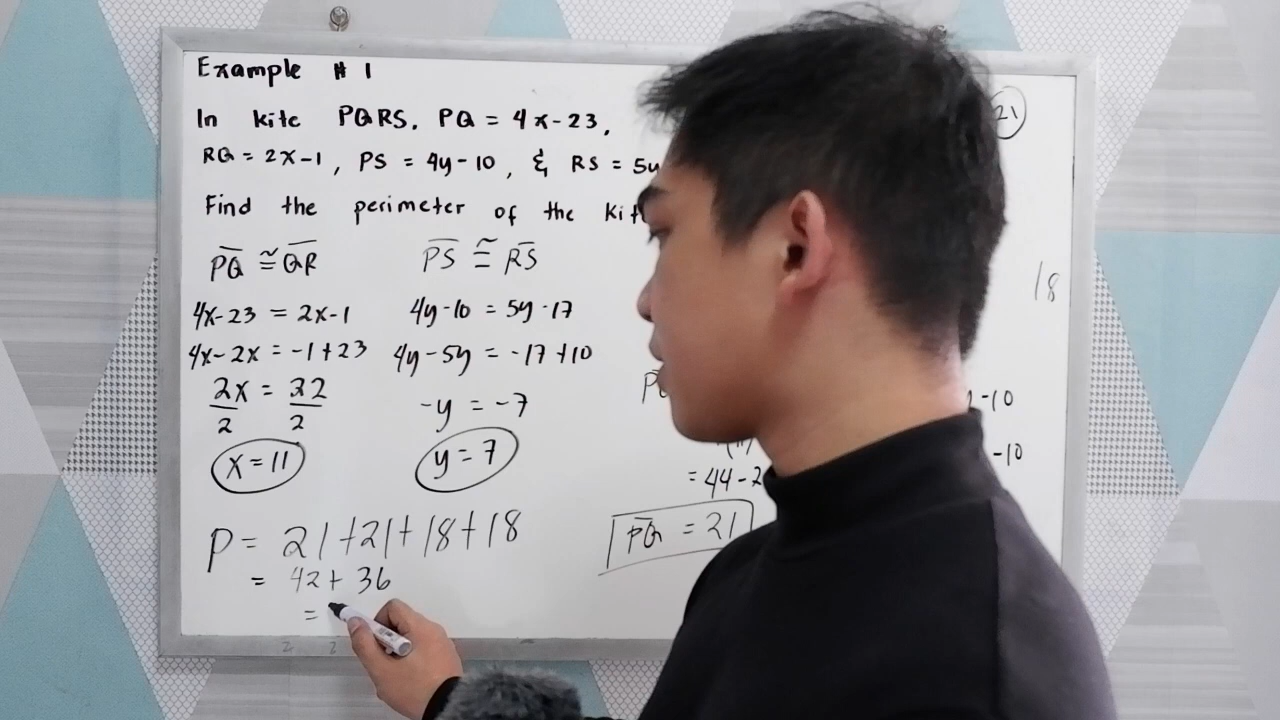 Example # 1
In kite PQRS, PQ = 4x-23,
RQ = 2x-1, PS = 4y-10, & RS = 5y
Find the perimeter of the
PQ ≅ QR PS ≅ RS
4x-23 = 2x-1 4y-10 = 5y-17
4x-2x = -1+23 4y-5y = -17+10
2x/2 = 22/2 -y = -7
x = 11 y = 7
P = 21+21+18+18
= 42+36
=
= 44-2
PQ = 21
21
18
-10
-10